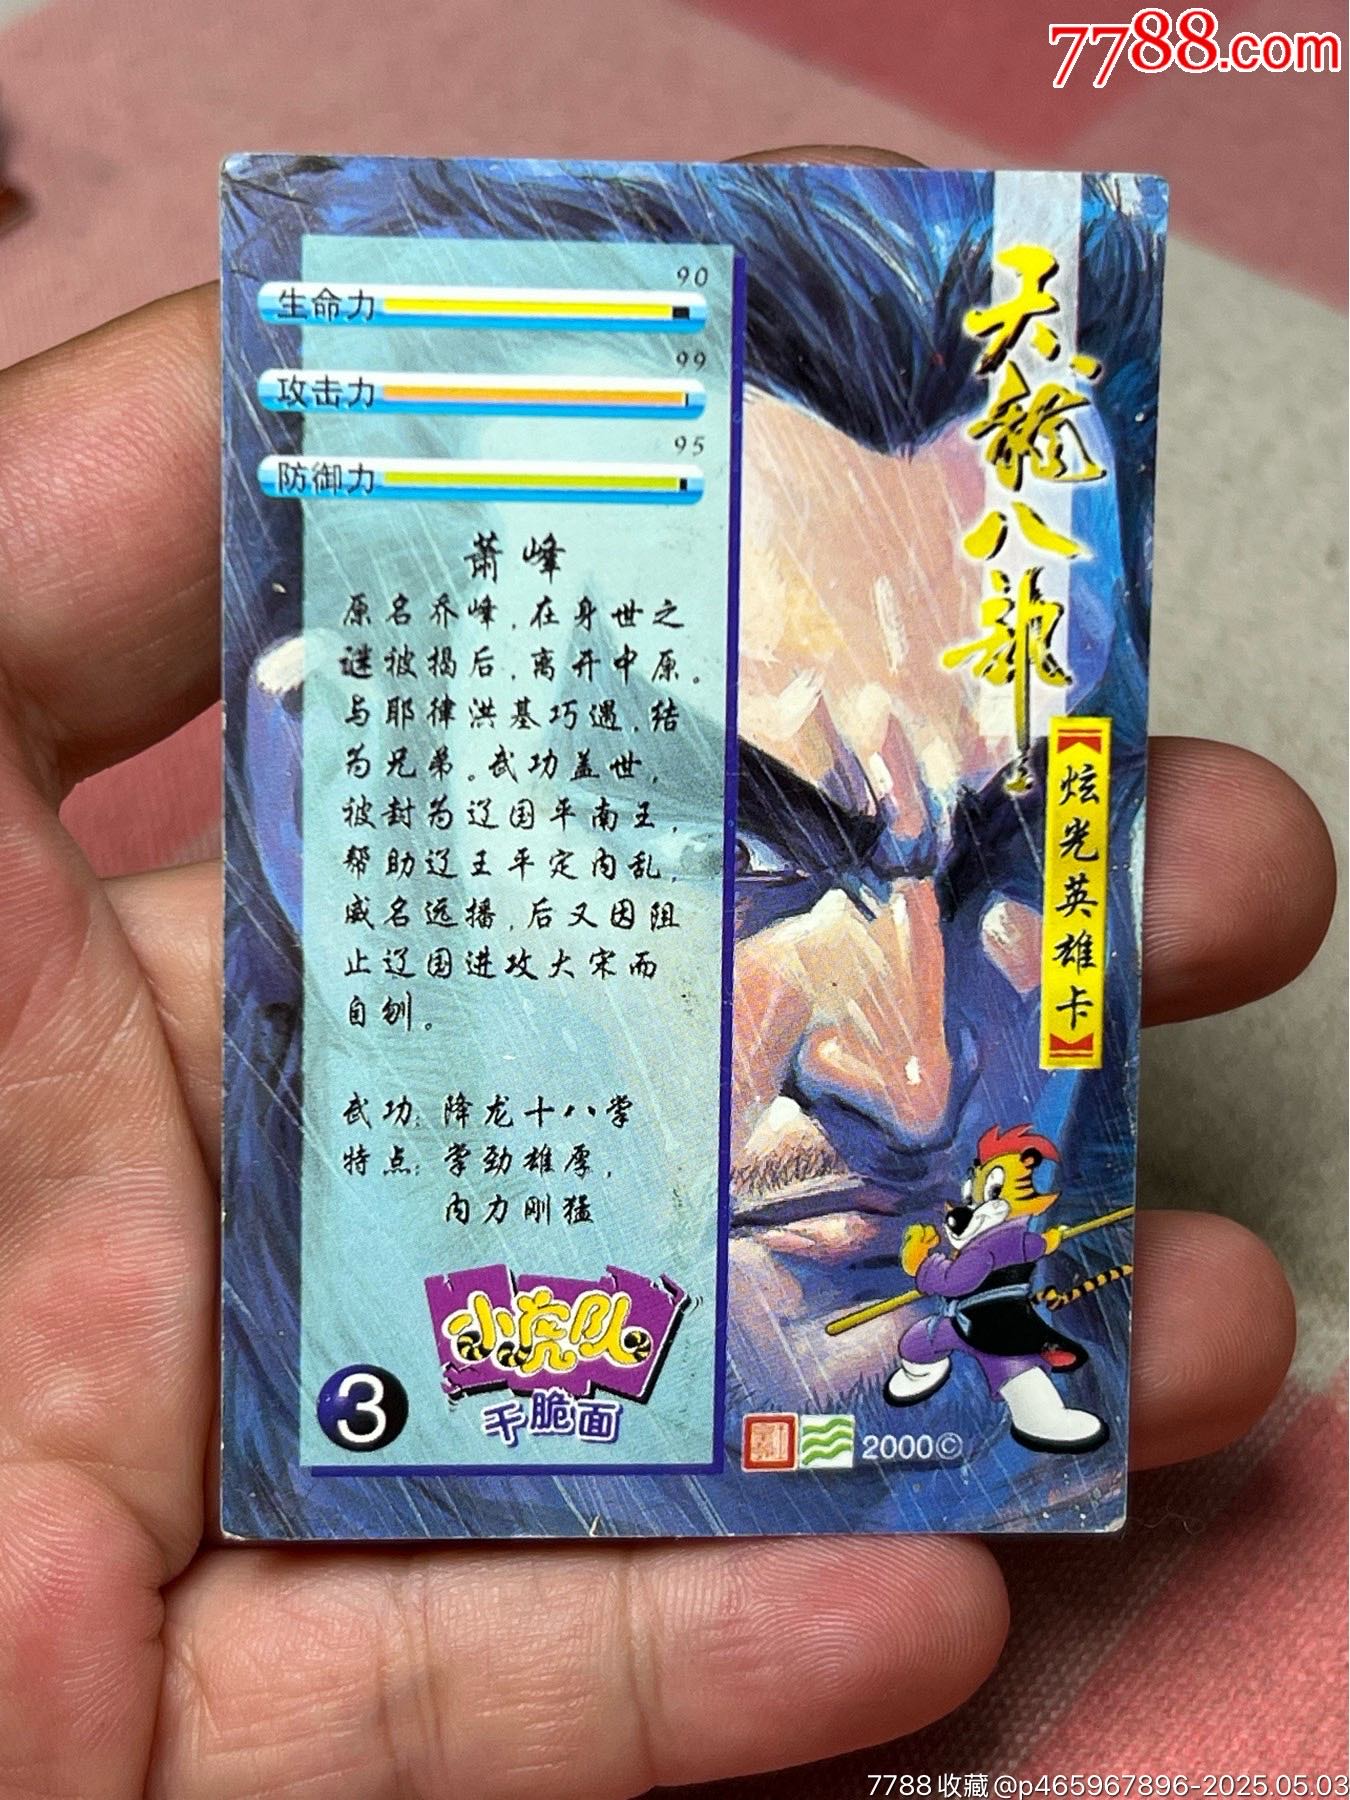 7788.com
90
生命力
99
攻击力
95
防御力
萧峰
原名乔峰，在身世之
谜被揭后，离开中原。
与耶律洪基巧遇，结
为兄弟。武功盖世，
被封为辽国平南王，
帮助辽王平定内乱，
威名远播，后又因阻
止辽国进攻大宋而
自刎。
武功：降龙十八掌
特点：掌劲雄厚，
内力刚猛
小虎队
干脆面
3
天龍八部
炫光英雄卡
2000©
7788收藏@p465967896-2025.05.03